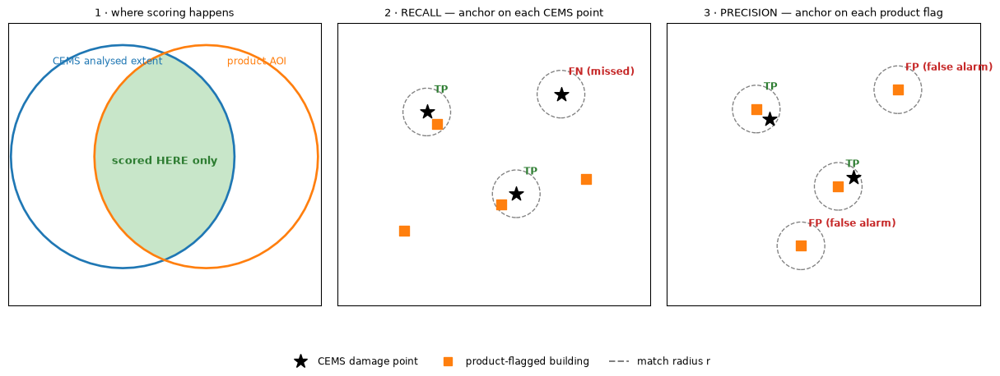 1 · where scoring happens
CEMS analysed extent
product AOI
scored HERE only
2 · RECALL — anchor on each CEMS point
TP
FN (missed)
TP
3 · PRECISION — anchor on each product flag
FP (false alarm)
TP
TP
FP (false alarm)
CEMS damage point
product-flagged building
match radius r